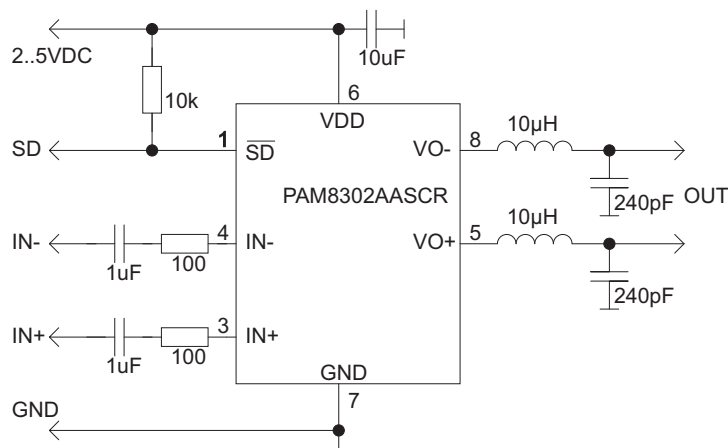 2..5VDC
10uF
6
10k
VDD
10µH
SD
1
SD
VO-
8
PAM8302AASCR
240pF
OUT
10µH
IN-
4
IN-
VO+
5
1uF
100
240pF
IN+
3
IN+
1uF
100
GND
GND
7